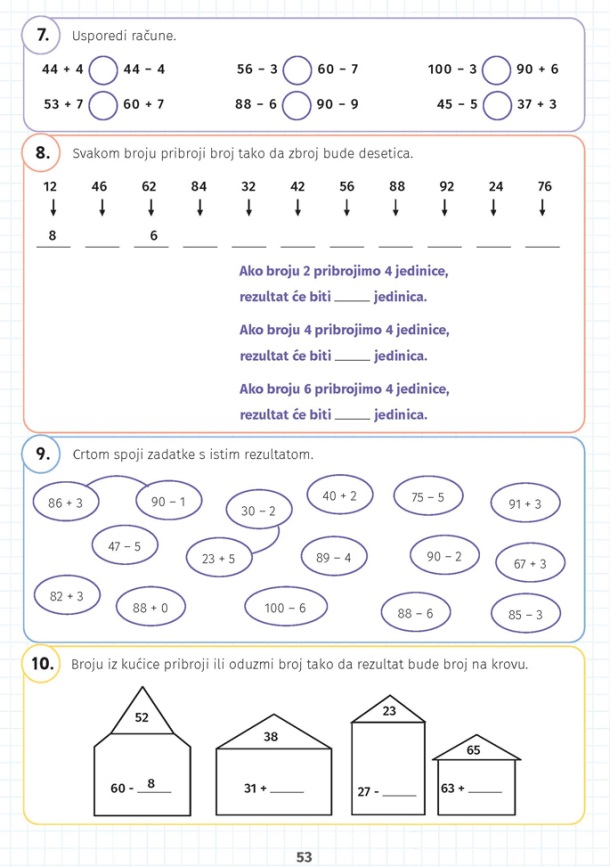 7. Usporedi račune.
44 + 4 44 – 4 56 – 3 60 – 7 100 – 3 90 + 6
53 + 7 60 + 7 88 – 6 90 – 9 45 – 5 37 + 3
8. Svakom broju pribroji broj tako da zbroj bude desetica.
12 46 62 84 32 42 56 88 92 24 76
8 ___ 6 ___ ___ ___ ___ ___ ___ ___ ___
Ako broju 2 pribrojimo 4 jedinice,
rezultat će biti _____ jedinica.
Ako broju 4 pribrojimo 4 jedinice,
rezultat će biti _____ jedinica.
Ako broju 6 pribrojimo 4 jedinice,
rezultat će biti _____ jedinica.
9. Crtom spoji zadatke s istim rezultatom.
86 + 3 90 – 1 30 – 2 40 + 2 75 – 5 91 + 3
47 – 5 23 + 5 89 – 4 90 – 2 67 + 3
82 + 3 88 + 0 100 – 6 88 – 6 85 – 3
10. Broju iz kućice pribroji ili oduzmi broj tako da rezultat bude broj na krovu.
52 38 23 65
60 - 8 31 + _____ 27 - _____ 63 + _____
53